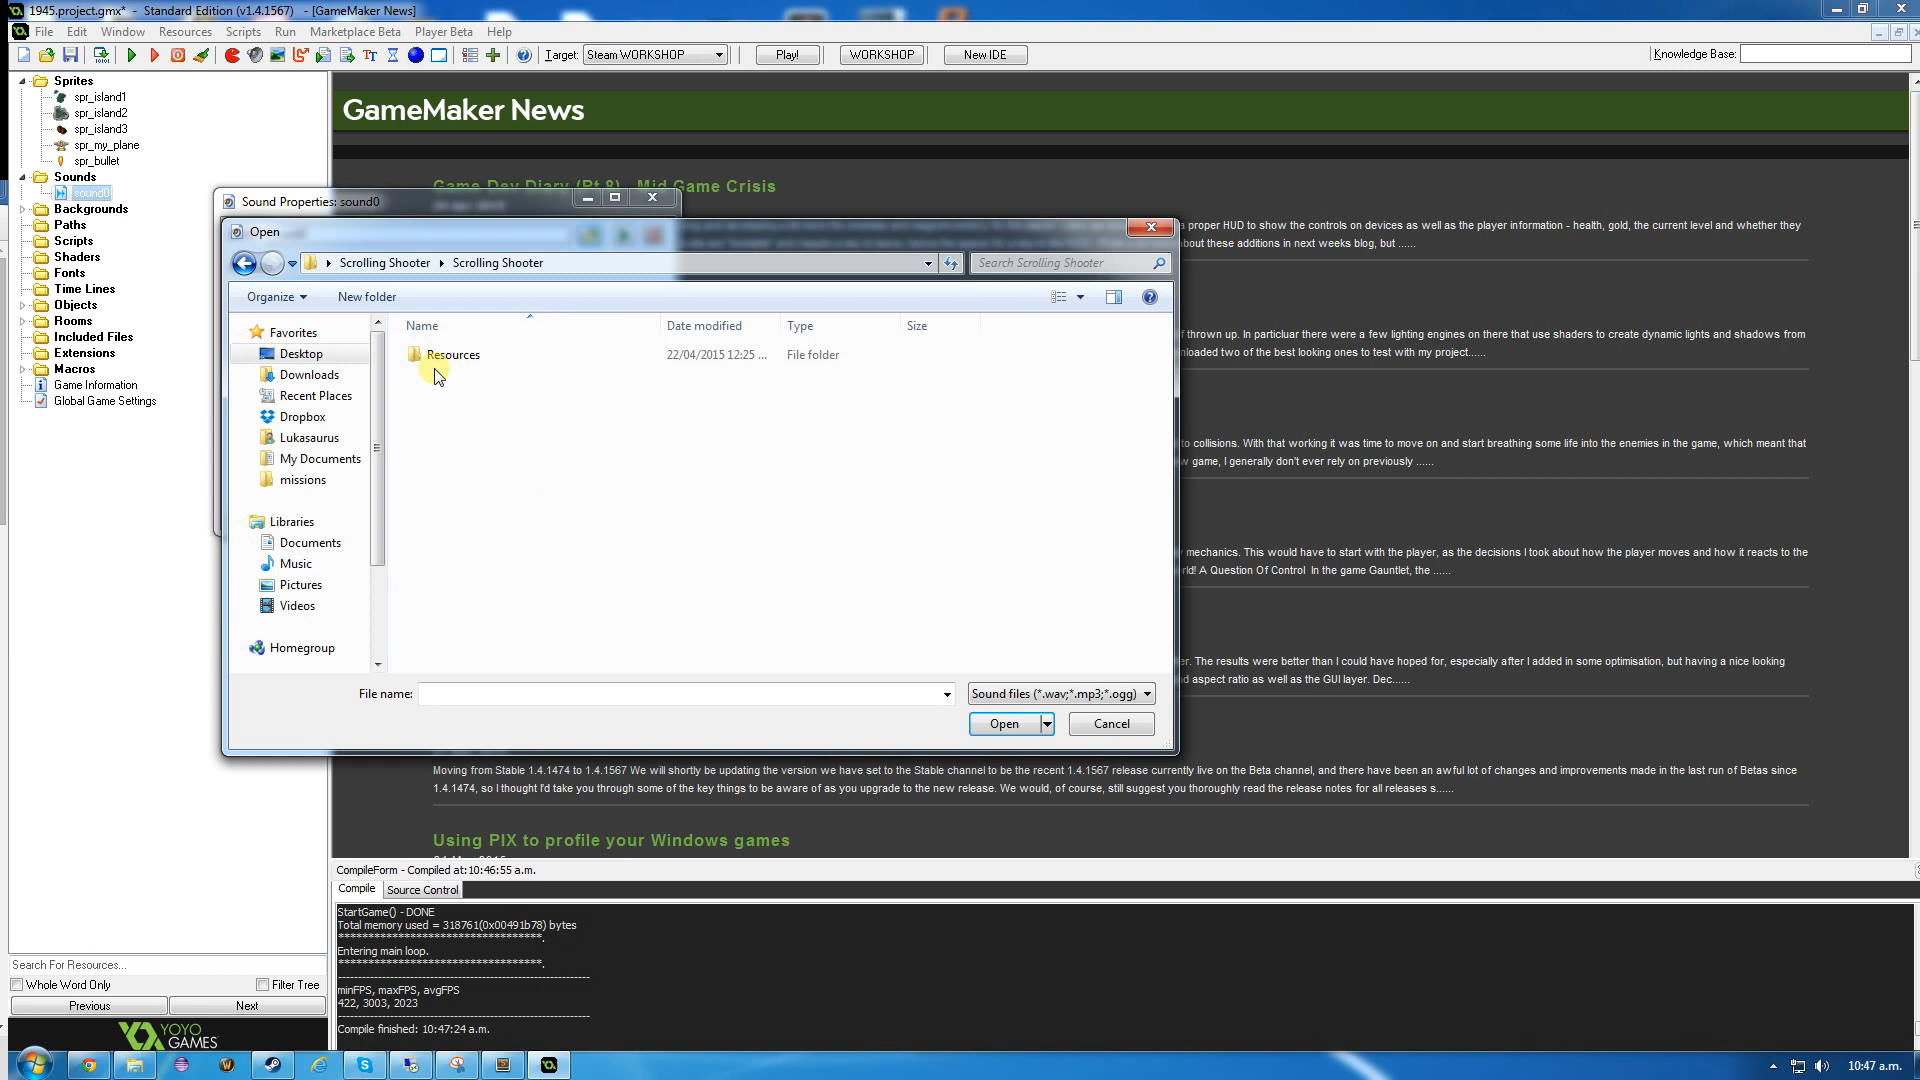 1945.project.gmx* - Standard Edition (v1.4.1567) - [GameMaker News]
File Edit Window Resources Scripts Run Marketplace Beta Player Beta Help
Target: Steam WORKSHOP Play! WORKSHOP New IDE Knowledge Base:
Sprites
spr_island1
spr_island2
spr_island3
spr_my_plane
spr_bullet
Sounds
sound0
Backgrounds
Paths
Scripts
Shaders
Fonts
Time Lines
Objects
Rooms
Included Files
Extensions
Macros
Game Information
Global Game Settings
Search For Resources...
Whole Word Only Filter Tree
Previous Next
YOYO
GAMES
GameMaker News
Game Dev Diary (Pt 8) - Mid Game Crisis
a proper HUD to show the controls on devices as well as the player information - health, gold, the current level and whether they
about these additions in next weeks blog, but ......
f thrown up. In particluar there were a few lighting engines on there that use shaders to create dynamic lights and shadows from
nloaded two of the best looking ones to test with my project......
to collisions. With that working it was time to move on and start breathing some life into the enemies in the game, which meant that
w game, I generally don't ever rely on previously ......
mechanics. This would have to start with the player, as the decisions I took about how the player moves and how it reacts to the
rld! A Question Of Control In the game Gauntlet, the ......
er. The results were better than I could have hoped for, especially after I added in some optimisation, but having a nice looking
d aspect ratio as well as the GUI layer. Dec......
Moving from Stable 1.4.1474 to 1.4.1567 We will shortly be updating the version we have set to the Stable channel to be the recent 1.4.1567 release currently live on the Beta channel, and there have been an awful lot of changes and improvements made in the last run of Betas since
1.4.1474, so I thought I'd take you through some of the key things to be aware of as you upgrade to the new release. We would, of course, still suggest you thoroughly read the release notes for all releases s......
Using PIX to profile your Windows games
Sound Properties: sound0
Open
Scrolling Shooter Scrolling Shooter Search Scrolling Shooter
Organize New folder
Favorites
Desktop
Downloads
Recent Places
Dropbox
Lukasaurus
My Documents
missions
Libraries
Documents
Music
Pictures
Videos
Homegroup
Name Date modified Type Size
Resources 22/04/2015 12:25 ... File folder
File name: Sound files (*.wav;*.mp3;*.ogg)
Open Cancel
CompileForm - Compiled at:10:46:55 a.m.
Compile Source Control
StartGame() - DONE
Total memory used = 318761(0x00491b78) bytes
**********************************.
Entering main loop.
**********************************.
----------------------------------------------------------------
minFPS, maxFPS, avgFPS
422, 3003, 2023
----------------------------------------------------------------
Compile finished: 10:47:24 a.m.
10:47 a.m.